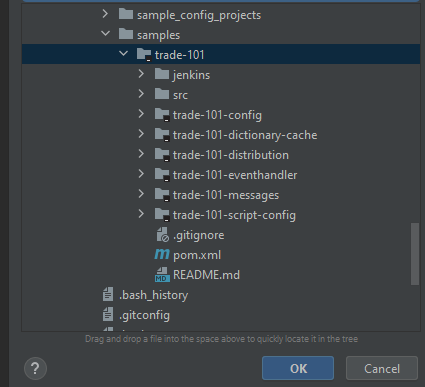 sample_config_projects
samples
trade-101
jenkins
src
trade-101-config
trade-101-dictionary-cache
trade-101-distribution
trade-101-eventhandler
trade-101-messages
trade-101-script-config
.gitignore
m pom.xml
MD README.md
.bash_history
.gitconfig
Drag and drop a file into the space above to quickly locate it in the tree
? OK Cancel